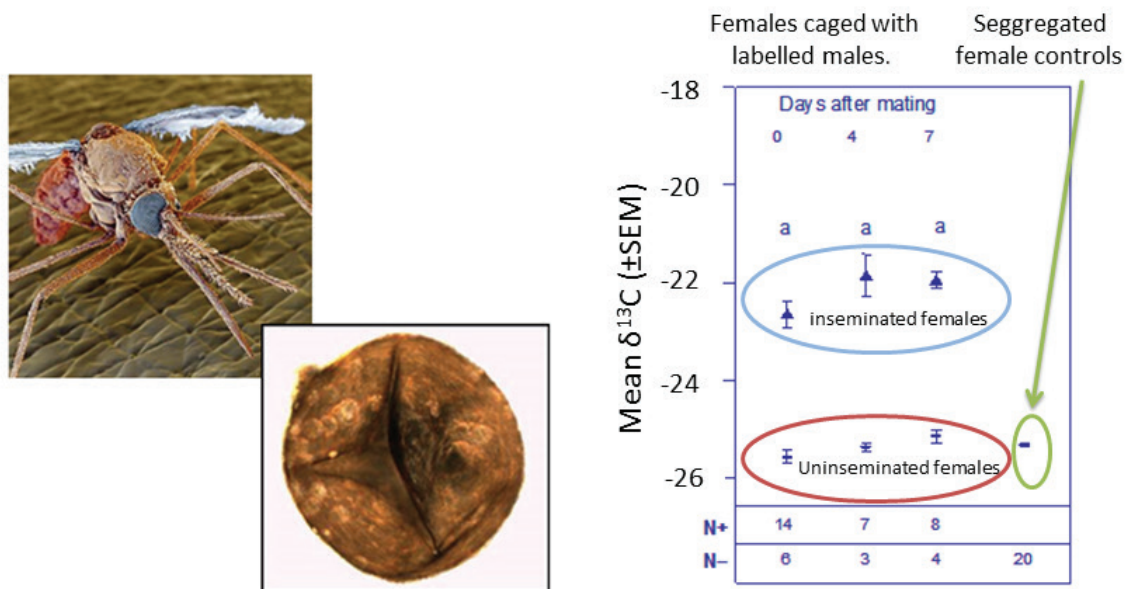 Females caged with
labelled males.
Seggregated
female controls
-18
-20
-22
-24
-26
Mean δ 13C (±SEM)
Days after mating
0 4 7
a a a
inseminated females
Uninseminated females
N+ 14 7 8
N– 6 3 4 20